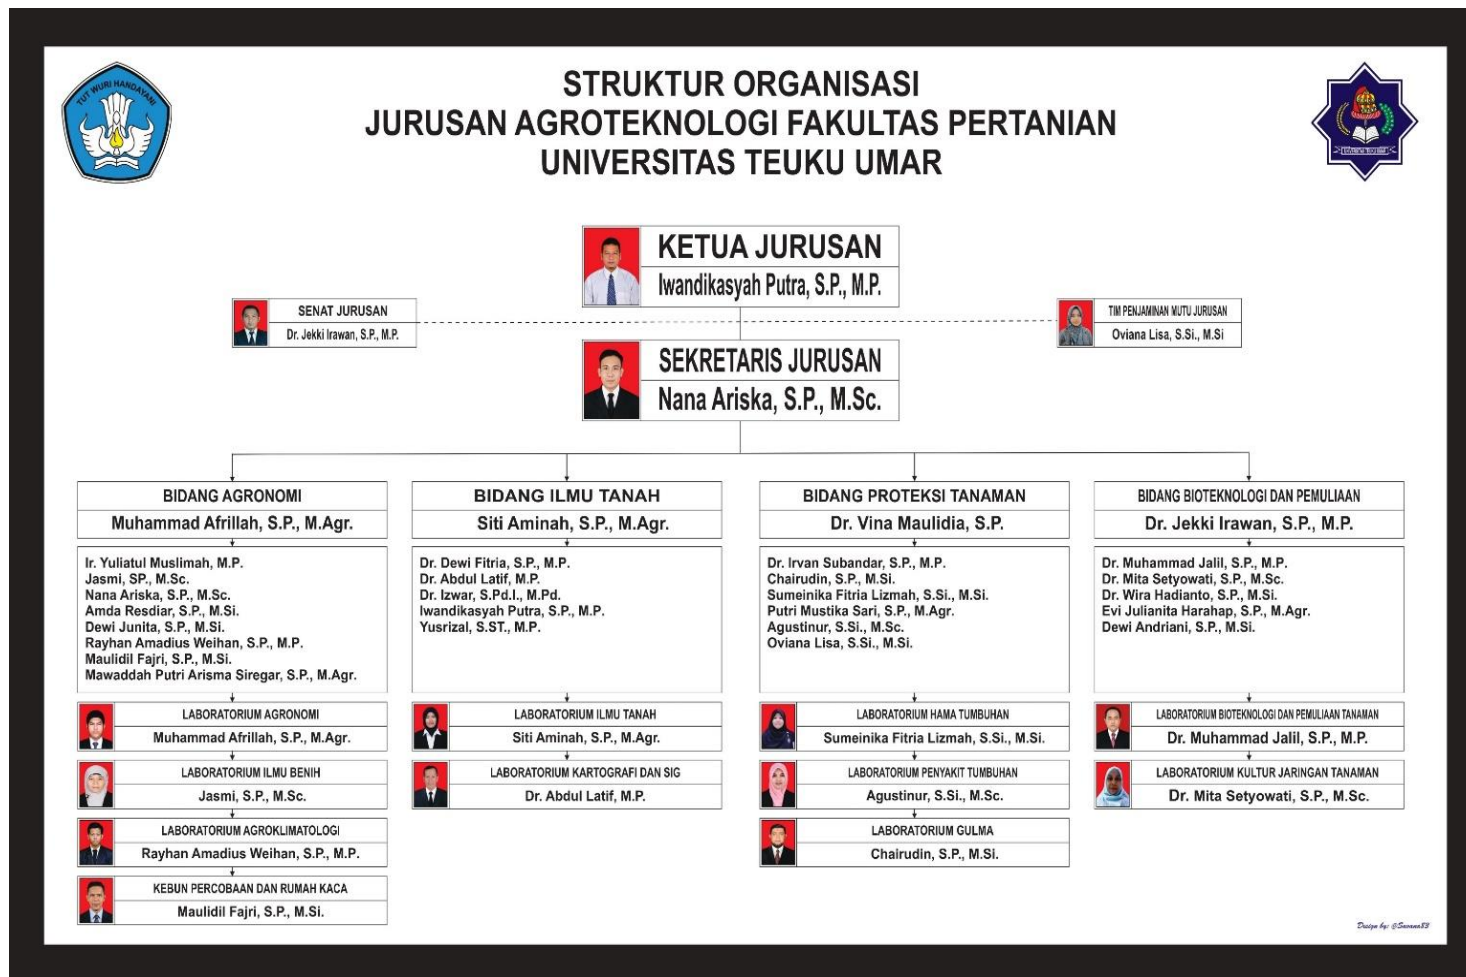 TUT WURI HANDAYANI
STRUKTUR ORGANISASI
JURUSAN AGROTEKNOLOGI FAKULTAS PERTANIAN
UNIVERSITAS TEUKU UMAR
KETUA JURUSAN
Iwandikasyah Putra, S.P., M.P.
SENAT JURUSAN
Dr. Jekki Irawan, S.P., M.P.
TIM PENJAMINAN MUTU JURUSAN
Oviana Lisa, S.Si., M.Si
SEKRETARIS JURUSAN
Nana Ariska, S.P., M.Sc.
BIDANG AGRONOMI
Muhammad Afrillah, S.P., M.Agr.
Ir. Yuliatul Muslimah, M.P.
Jasmi, SP., M.Sc.
Nana Ariska, S.P., M.Sc.
Amda Resdiar, S.P., M.Si.
Dewi Junita, S.P., M.Si.
Rayhan Amadius Weihan, S.P., M.P.
Maulidil Fajri, S.P., M.Si.
Mawaddah Putri Arisma Siregar, S.P., M.Agr.
LABORATORIUM AGRONOMI
Muhammad Afrillah, S.P., M.Agr.
LABORATORIUM ILMU BENIH
Jasmi, S.P., M.Sc.
LABORATORIUM AGROKLIMATOLOGI
Rayhan Amadius Weihan, S.P., M.P.
KEBUN PERCOBAAN DAN RUMAH KACA
Maulidil Fajri, S.P., M.Si.
BIDANG ILMU TANAH
Siti Aminah, S.P., M.Agr.
Dr. Dewi Fitria, S.P., M.P.
Dr. Abdul Latif, M.P.
Dr. Izwar, S.Pd.I., M.Pd.
Iwandikasyah Putra, S.P., M.P.
Yusrizal, S.ST., M.P.
LABORATORIUM ILMU TANAH
Siti Aminah, S.P., M.Agr.
LABORATORIUM KARTOGRAFI DAN SIG
Dr. Abdul Latif, M.P.
BIDANG PROTEKSI TANAMAN
Dr. Vina Maulidia, S.P.
Dr. Irvan Subandar, S.P., M.P.
Chairudin, S.P., M.Si.
Sumeinika Fitria Lizmah, S.Si., M.Si.
Putri Mustika Sari, S.P., M.Agr.
Agustinur, S.Si., M.Sc.
Oviana Lisa, S.Si., M.Si.
LABORATORIUM HAMA TUMBUHAN
Sumeinika Fitria Lizmah, S.Si., M.Si.
LABORATORIUM PENYAKIT TUMBUHAN
Agustinur, S.Si., M.Sc.
LABORATORIUM GULMA
Chairudin, S.P., M.Si.
BIDANG BIOTEKNOLOGI DAN PEMULIAAN
Dr. Jekki Irawan, S.P., M.P.
Dr. Muhammad Jalil, S.P., M.P.
Dr. Mita Setyowati, S.P., M.Sc.
Dr. Wira Hadianto, S.P., M.Si.
Evi Julianita Harahap, S.P., M.Agr.
Dewi Andriani, S.P., M.Si.
LABORATORIUM BIOTEKNOLOGI DAN PEMULIAAN TANAMAN
Dr. Muhammad Jalil, S.P., M.P.
LABORATORIUM KULTUR JARINGAN TANAMAN
Dr. Mita Setyowati, S.P., M.Sc.
Design by: